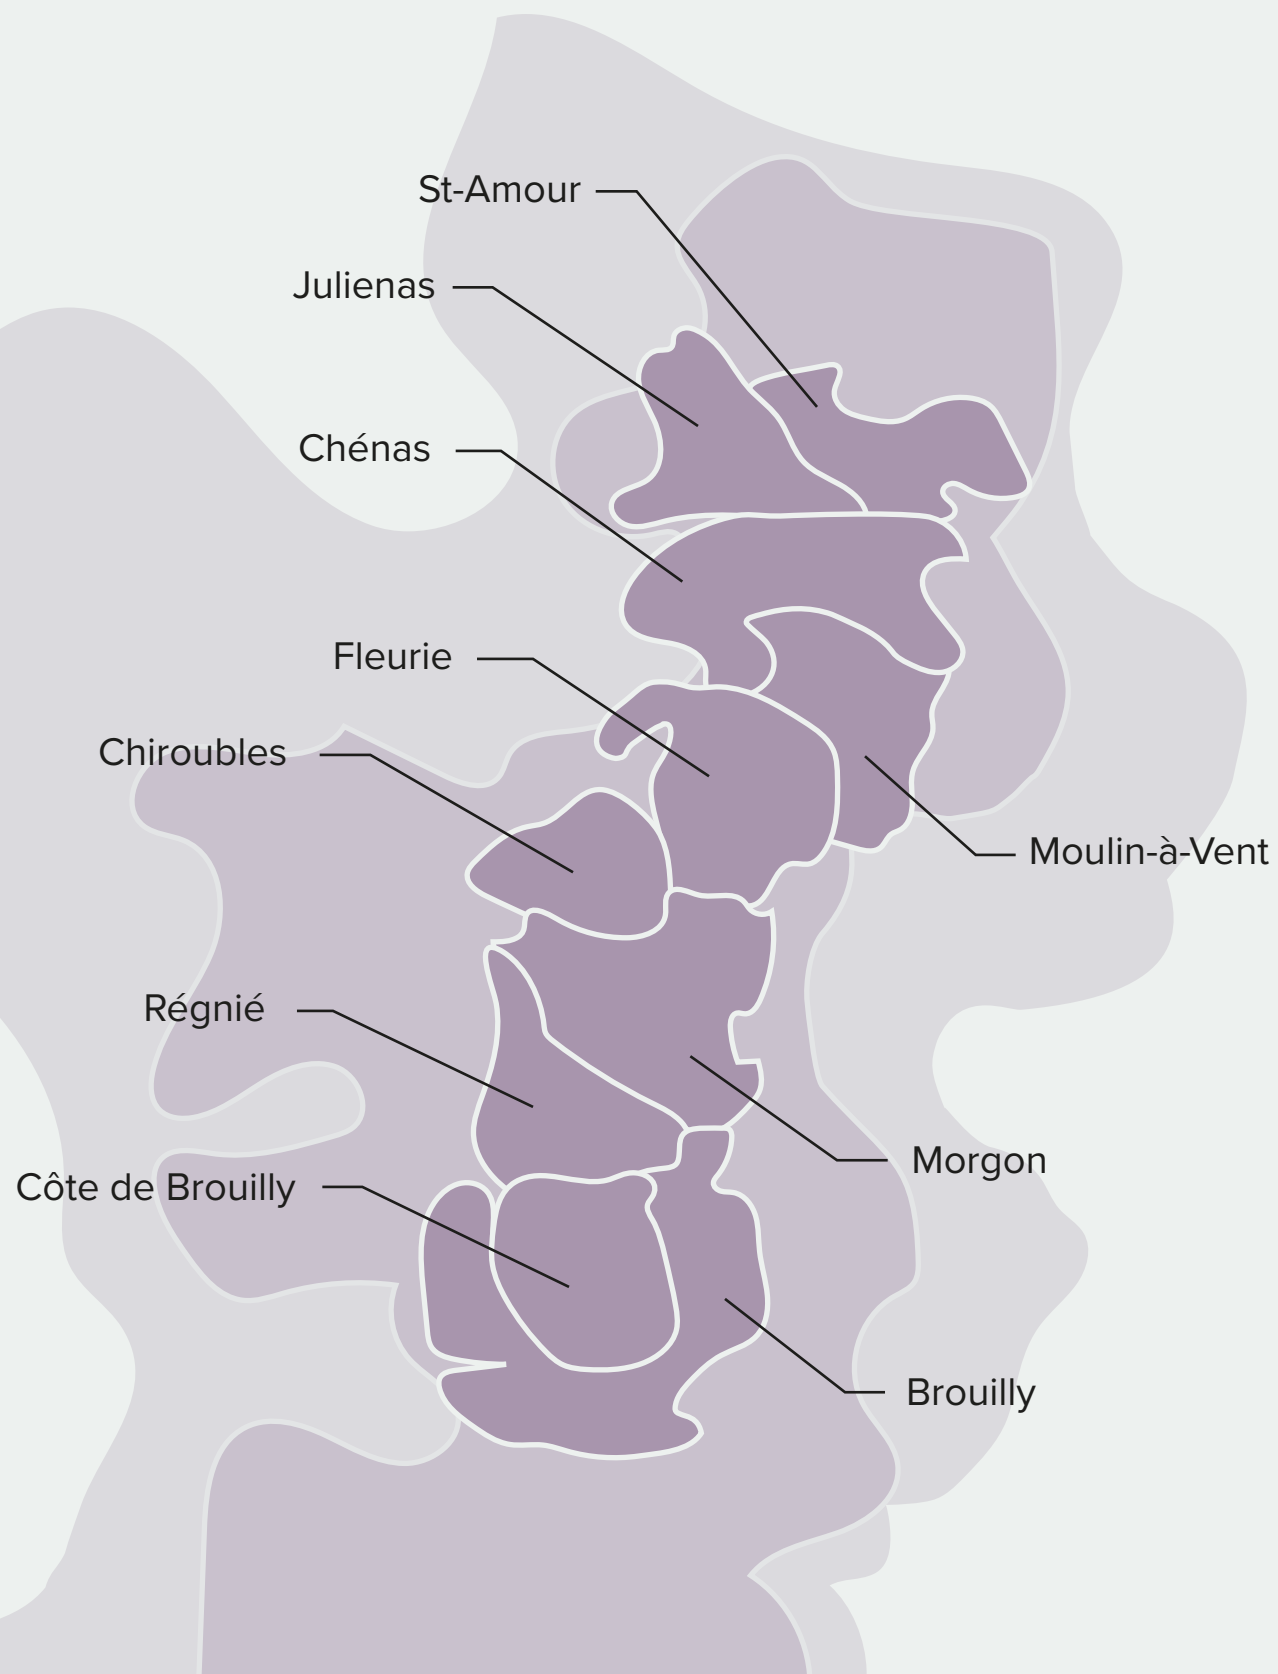 St-Amour
Julienas
Chénas
Fleurie
Chiroubles
Moulin-à-Vent
Régnié
Morgon
Côte de Brouilly
Brouilly